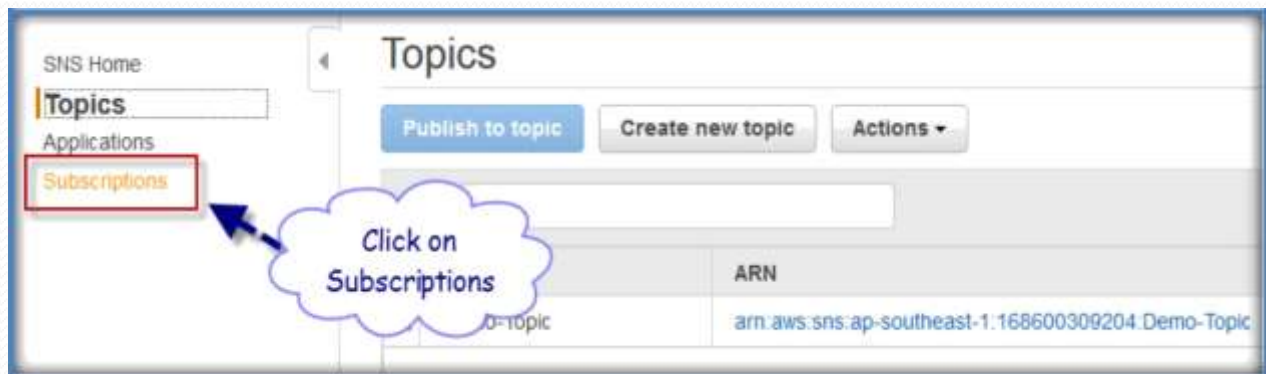 SNS Home
Topics
Applications
Subscriptions
Topics
Publish to topic Create new topic Actions
Click on
Subscriptions
ARN
-Topic arn:aws:sns:ap-southeast-1:168600309204:Demo-Topic